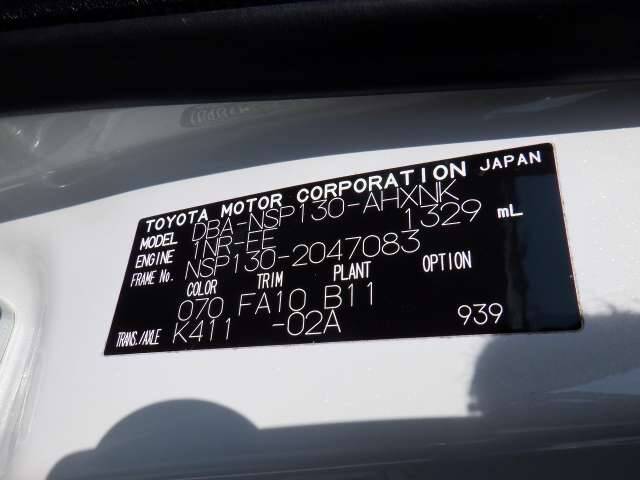 TOYOTA MOTOR CORPORATION JAPAN
MODEL DBA-NSP130-AHXNK
ENGINE 1NR-FE 1329 mL
FRAME No. NSP130-2047083
COLOR TRIM PLANT OPTION
070 FA10 B11
TRANS./AXLE K411 -02A 939